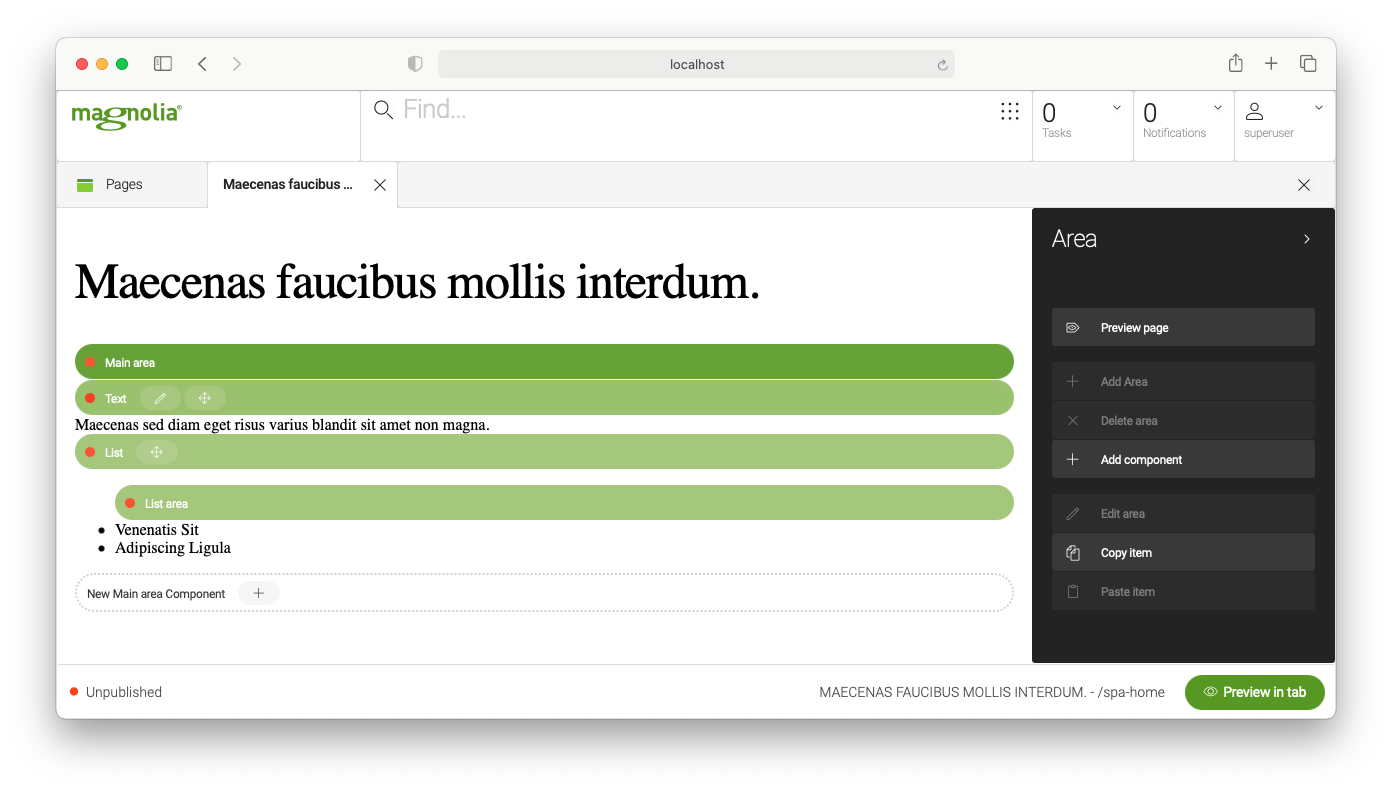 localhost
magnolia®
Find...
0
Tasks
0
Notifications
superuser
Pages
Maecenas faucibus ...
Maecenas faucibus mollis interdum.
Main area
Text
Maecenas sed diam eget risus varius blandit sit amet non magna.
List
List area
• Venenatis Sit
• Adipiscing Ligula
New Main area Component
Area
Preview page
Add Area
Delete area
Add component
Edit area
Copy item
Paste item
Unpublished
MAECENAS FAUCIBUS MOLLIS INTERDUM. - /spa-home
Preview in tab